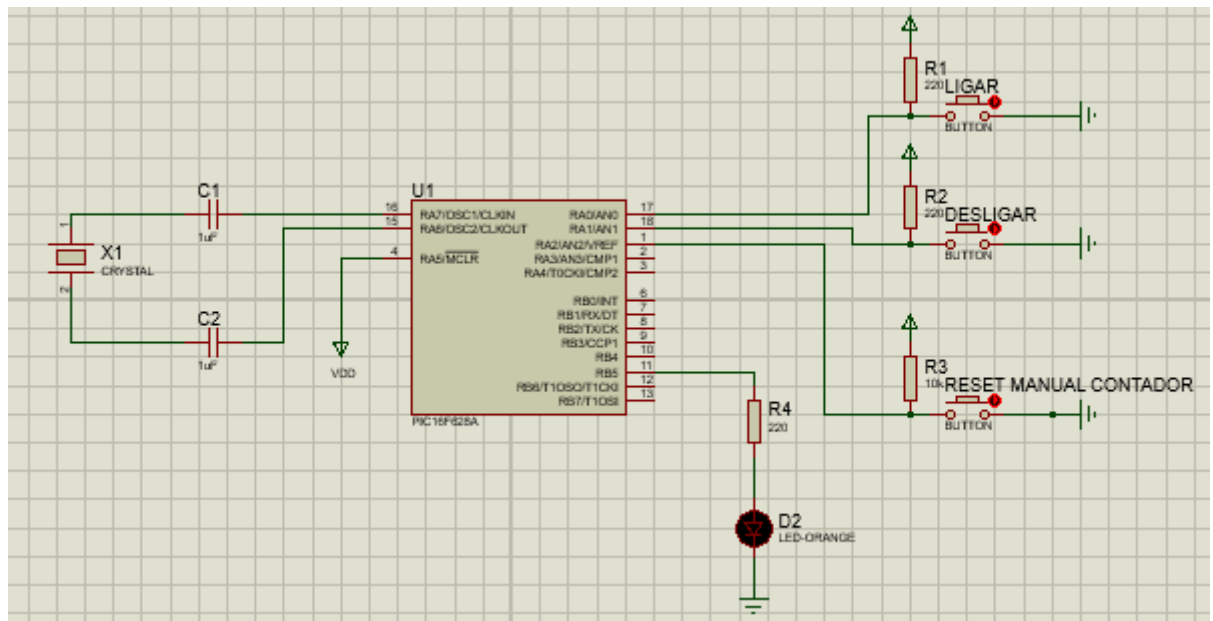 R1
220
LIGAR
BUTTON
R2
220
DESLIGAR
BUTTON
C1
1uF
X1
CRYSTAL
1
2
C2
1uF
VDD
U1
16
RA7/OSC1/CLKIN
15
RA6/OSC2/CLKOUT
4
RA5/MCLR
RA0/AN0
17
RA1/AN1
18
RA2/AN2/VREF
1
RA3/AN3/CMP1
2
RA4/T0CKI/CMP2
3
RB0/INT
6
RB1/RX/DT
7
RB2/TX/CK
8
RB3/CCP1
9
RB4
10
RB5
11
RB6/T1OSO/T1CKI
12
RB7/T1OSI
13
PIC16F628A
R3
10k
RESET MANUAL CONTADOR
BUTTON
R4
220
D2
LED-ORANGE